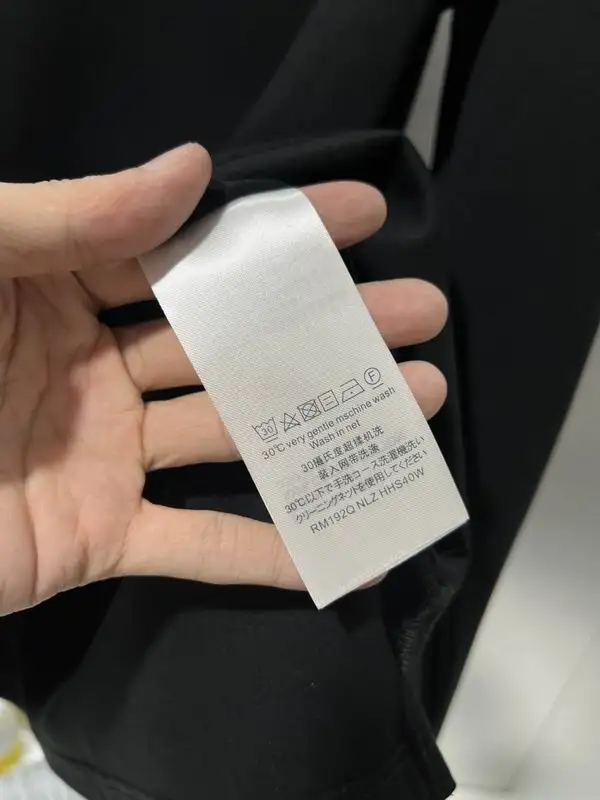 30
F
30℃ very gentle mschine wash
Wash in net
30攝氏度超揉机洗
装入网带洗滌
30℃以下で手洗コース洗濯機洗い
クリーニングネットを使用してください
RM192Q NLZ HHS40W